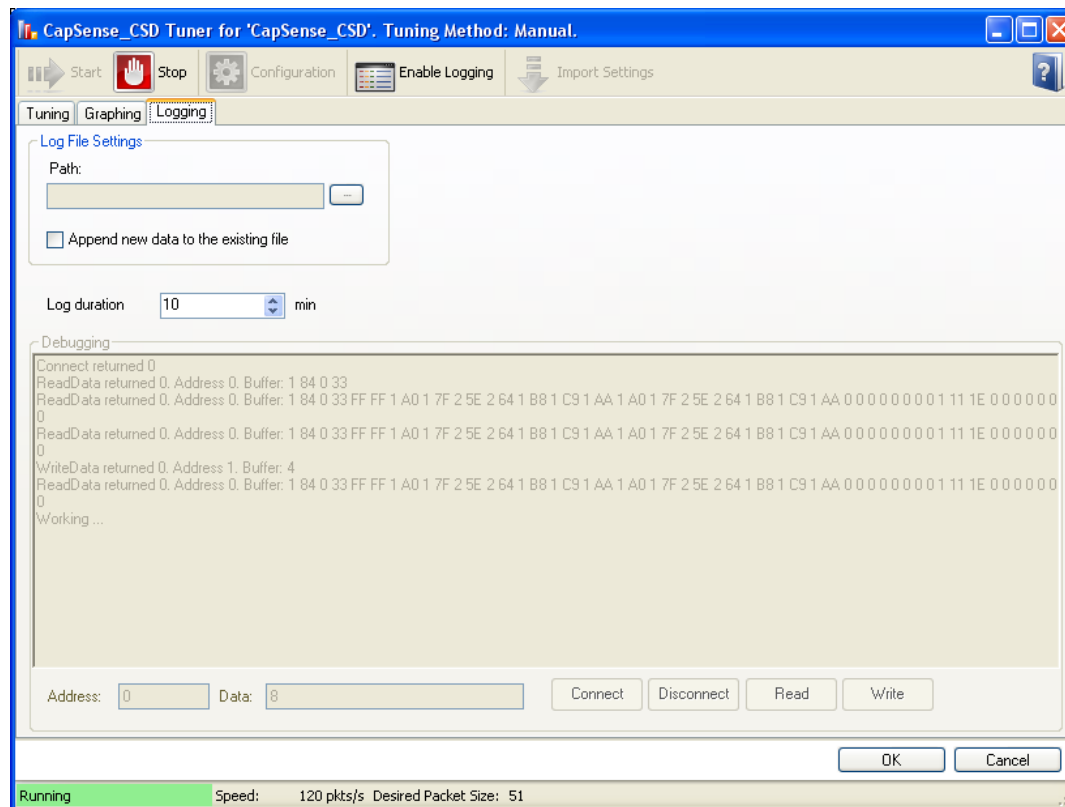 CapSense_CSD Tuner for 'CapSense_CSD'. Tuning Method: Manual.
Start Stop Configuration Enable Logging Import Settings ?
Tuning Graphing Logging
Log File Settings
Path:
...
Append new data to the existing file
Log duration 10 min
Debugging
Connect returned 0
ReadData returned 0. Address 0. Buffer: 1 84 0 33
ReadData returned 0. Address 0. Buffer: 1 84 0 33 FF FF 1 A0 1 7F 2 5E 2 64 1 B8 1 C9 1 AA 1 A0 1 7F 2 5E 2 64 1 B8 1 C9 1 AA 0 0 0 0 0 0 0 0 1 11 1E 0 0 0 0 0 0
0
ReadData returned 0. Address 0. Buffer: 1 84 0 33 FF FF 1 A0 1 7F 2 5E 2 64 1 B8 1 C9 1 AA 1 A0 1 7F 2 5E 2 64 1 B8 1 C9 1 AA 0 0 0 0 0 0 0 0 1 11 1E 0 0 0 0 0 0
0
WriteData returned 0. Address 1. Buffer: 4
ReadData returned 0. Address 0. Buffer: 1 84 0 33 FF FF 1 A0 1 7F 2 5E 2 64 1 B8 1 C9 1 AA 1 A0 1 7F 2 5E 2 64 1 B8 1 C9 1 AA 0 0 0 0 0 0 0 0 1 11 1E 0 0 0 0 0 0
0
Working ...
Address: 0 Data: 8 Connect Disconnect Read Write
OK Cancel
Running Speed: 120 pkts/s Desired Packet Size: 51